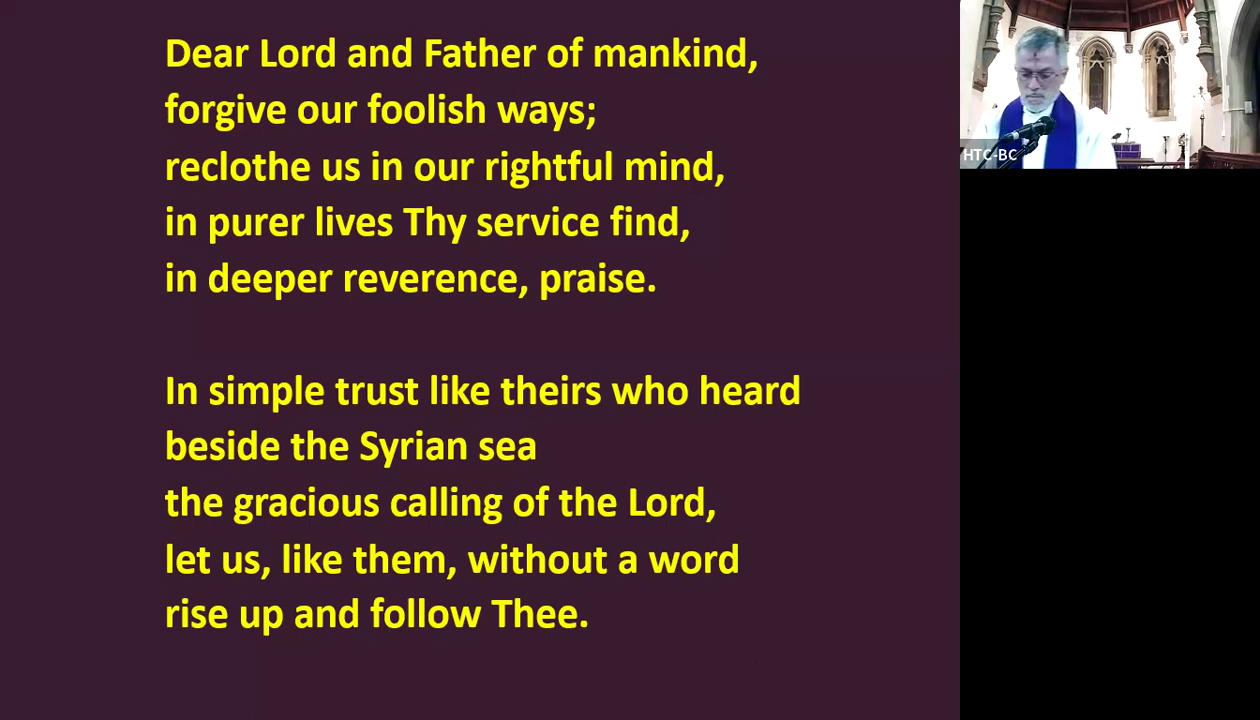 Dear Lord and Father of mankind,
forgive our foolish ways;
reclothe us in our rightful mind,
in purer lives Thy service find,
in deeper reverence, praise.
In simple trust like theirs who heard
beside the Syrian sea
the gracious calling of the Lord,
let us, like them, without a word
rise up and follow Thee.
HTC-BC